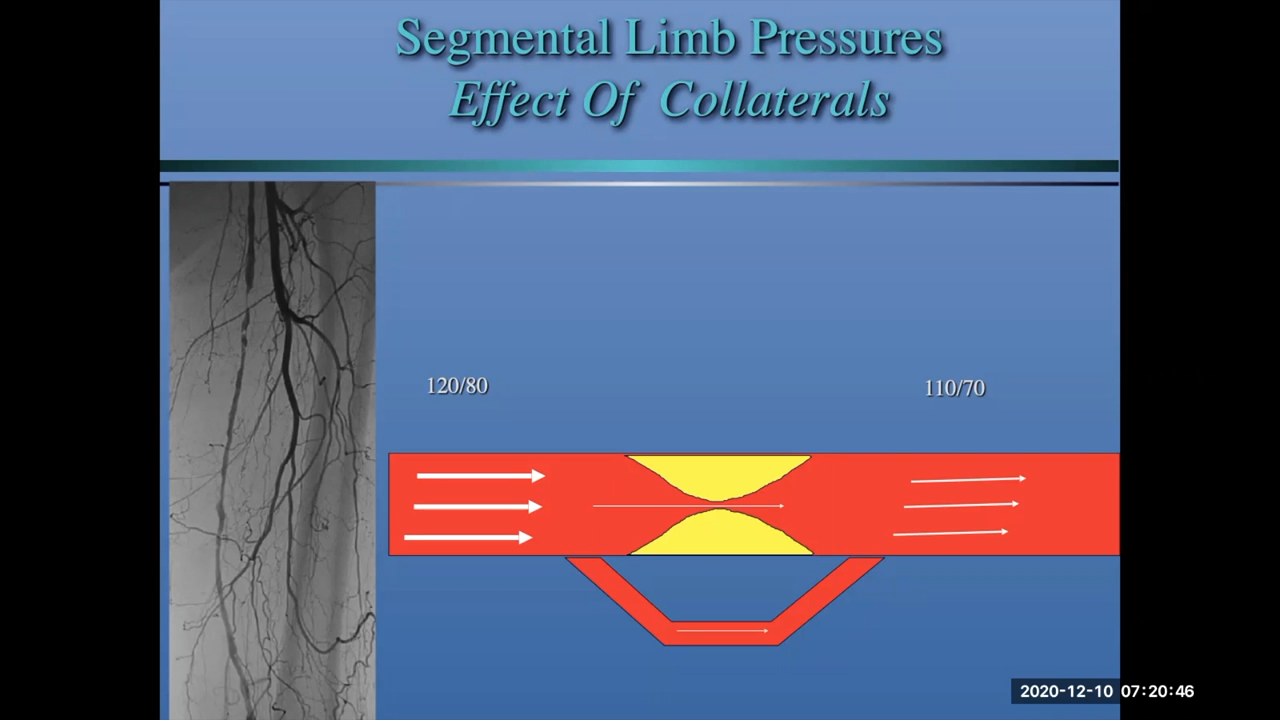 Segmental Limb Pressures
Effect Of Collaterals
120/80
110/70
2020-12-10 07:20:46